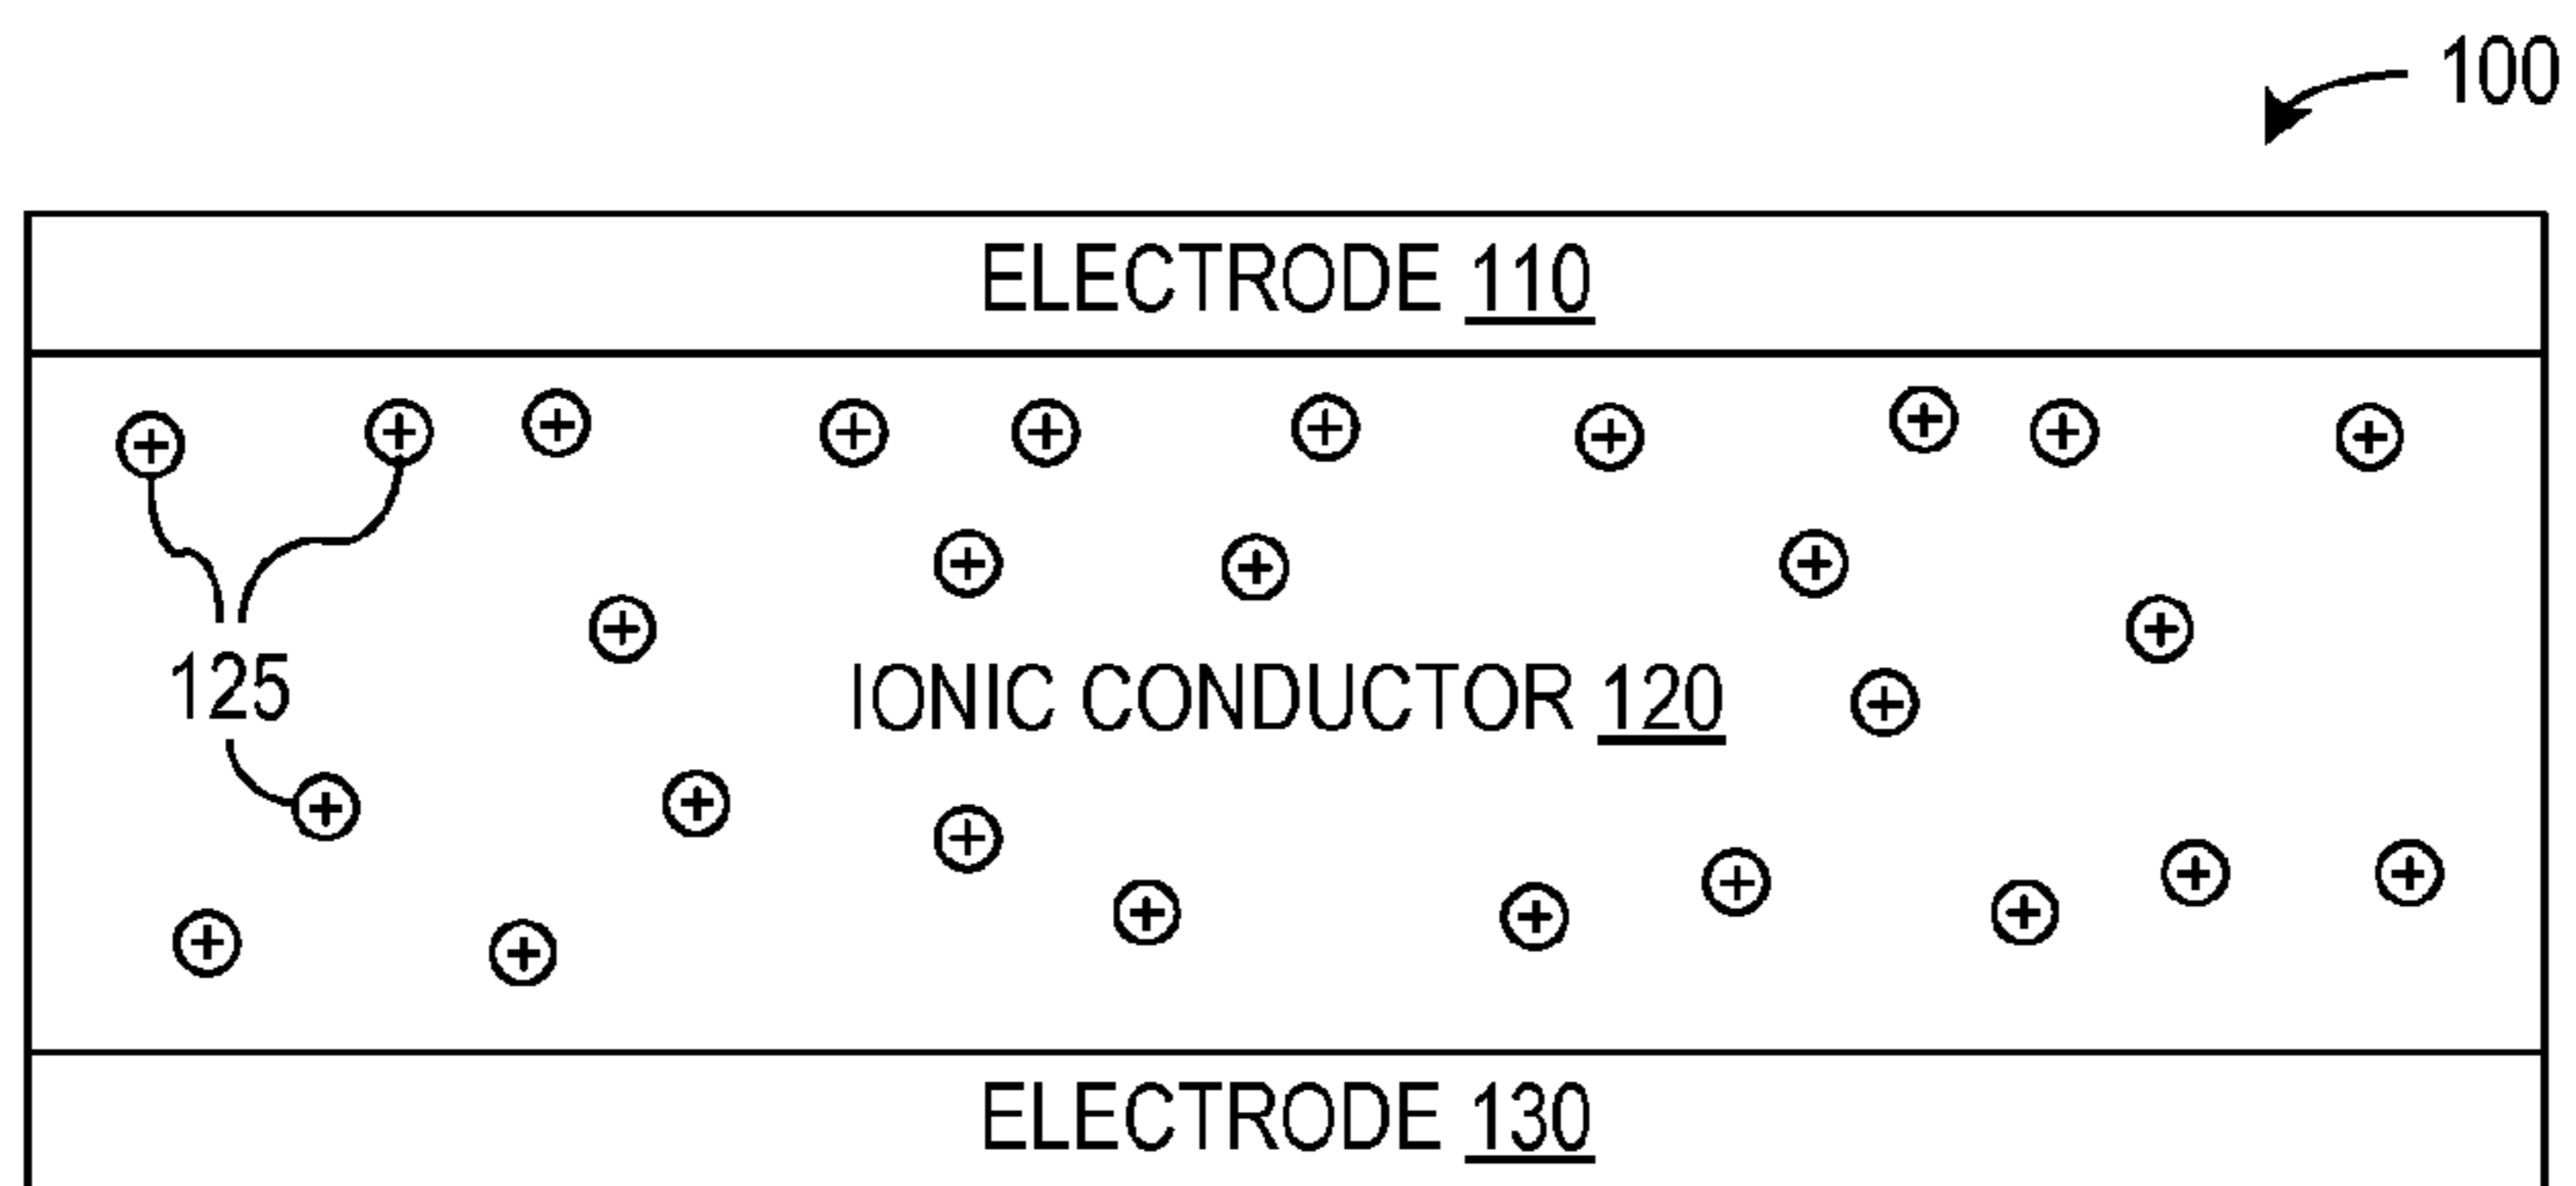 100
ELECTRODE 110
125
IONIC CONDUCTOR 120
ELECTRODE 130